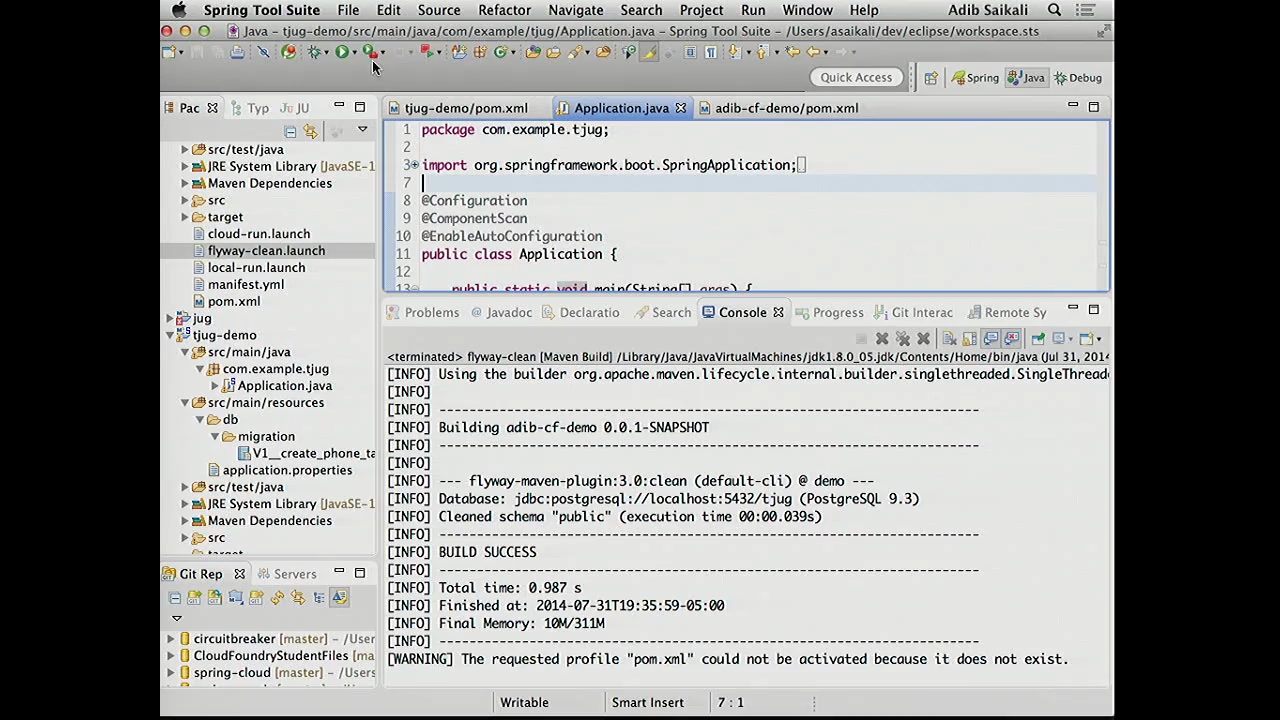 Spring Tool Suite File Edit Source Refactor Navigate Search Project Run Window Help Adib Saikali
Java - tjug-demo/src/main/java/com/example/tjug/Application.java - Spring Tool Suite - /Users/asaikali/dev/eclipse/workspace.sts
Quick Access Spring Java Debug
Pac Typ JU
src/test/java
JRE System Library [JavaSE-1
Maven Dependencies
src
target
cloud-run.launch
flyway-clean.launch
local-run.launch
manifest.yml
pom.xml
jug
tjug-demo
src/main/java
com.example.tjug
Application.java
src/main/resources
db
migration
V1__create_phone_ta
application.properties
src/test/java
JRE System Library [JavaSE-1
Maven Dependencies
src
target
Git Rep Servers
circuitbreaker [master] - /User
CloudFoundryStudentFiles [ma
spring-cloud [master] - /Users
tjug-demo/pom.xml Application.java adib-cf-demo/pom.xml
1 package com.example.tjug;
2
3 import org.springframework.boot.SpringApplication;
7
8 @Configuration
9 @ComponentScan
10 @EnableAutoConfiguration
11 public class Application {
12
13 public static void main(String[] args) {
Problems Javadoc Declaratio Search Console Progress Git Interac Remote Sy
<terminated> flyway-clean [Maven Build] /Library/Java/JavaVirtualMachines/jdk1.8.0_05.jdk/Contents/Home/bin/java (Jul 31, 2014
[INFO] Using the builder org.apache.maven.lifecycle.internal.builder.singlethreaded.SingleThreade
[INFO]
[INFO] ------------------------------------------------------------------------
[INFO] Building adib-cf-demo 0.0.1-SNAPSHOT
[INFO] ------------------------------------------------------------------------
[INFO]
[INFO] --- flyway-maven-plugin:3.0:clean (default-cli) @ demo ---
[INFO] Database: jdbc:postgresql://localhost:5432/tjug (PostgreSQL 9.3)
[INFO] Cleaned schema "public" (execution time 00:00.039s)
[INFO] ------------------------------------------------------------------------
[INFO] BUILD SUCCESS
[INFO] ------------------------------------------------------------------------
[INFO] Total time: 0.987 s
[INFO] Finished at: 2014-07-31T19:35:59-05:00
[INFO] Final Memory: 10M/311M
[INFO] ------------------------------------------------------------------------
[WARNING] The requested profile "pom.xml" could not be activated because it does not exist.
Writable Smart Insert 7 : 1